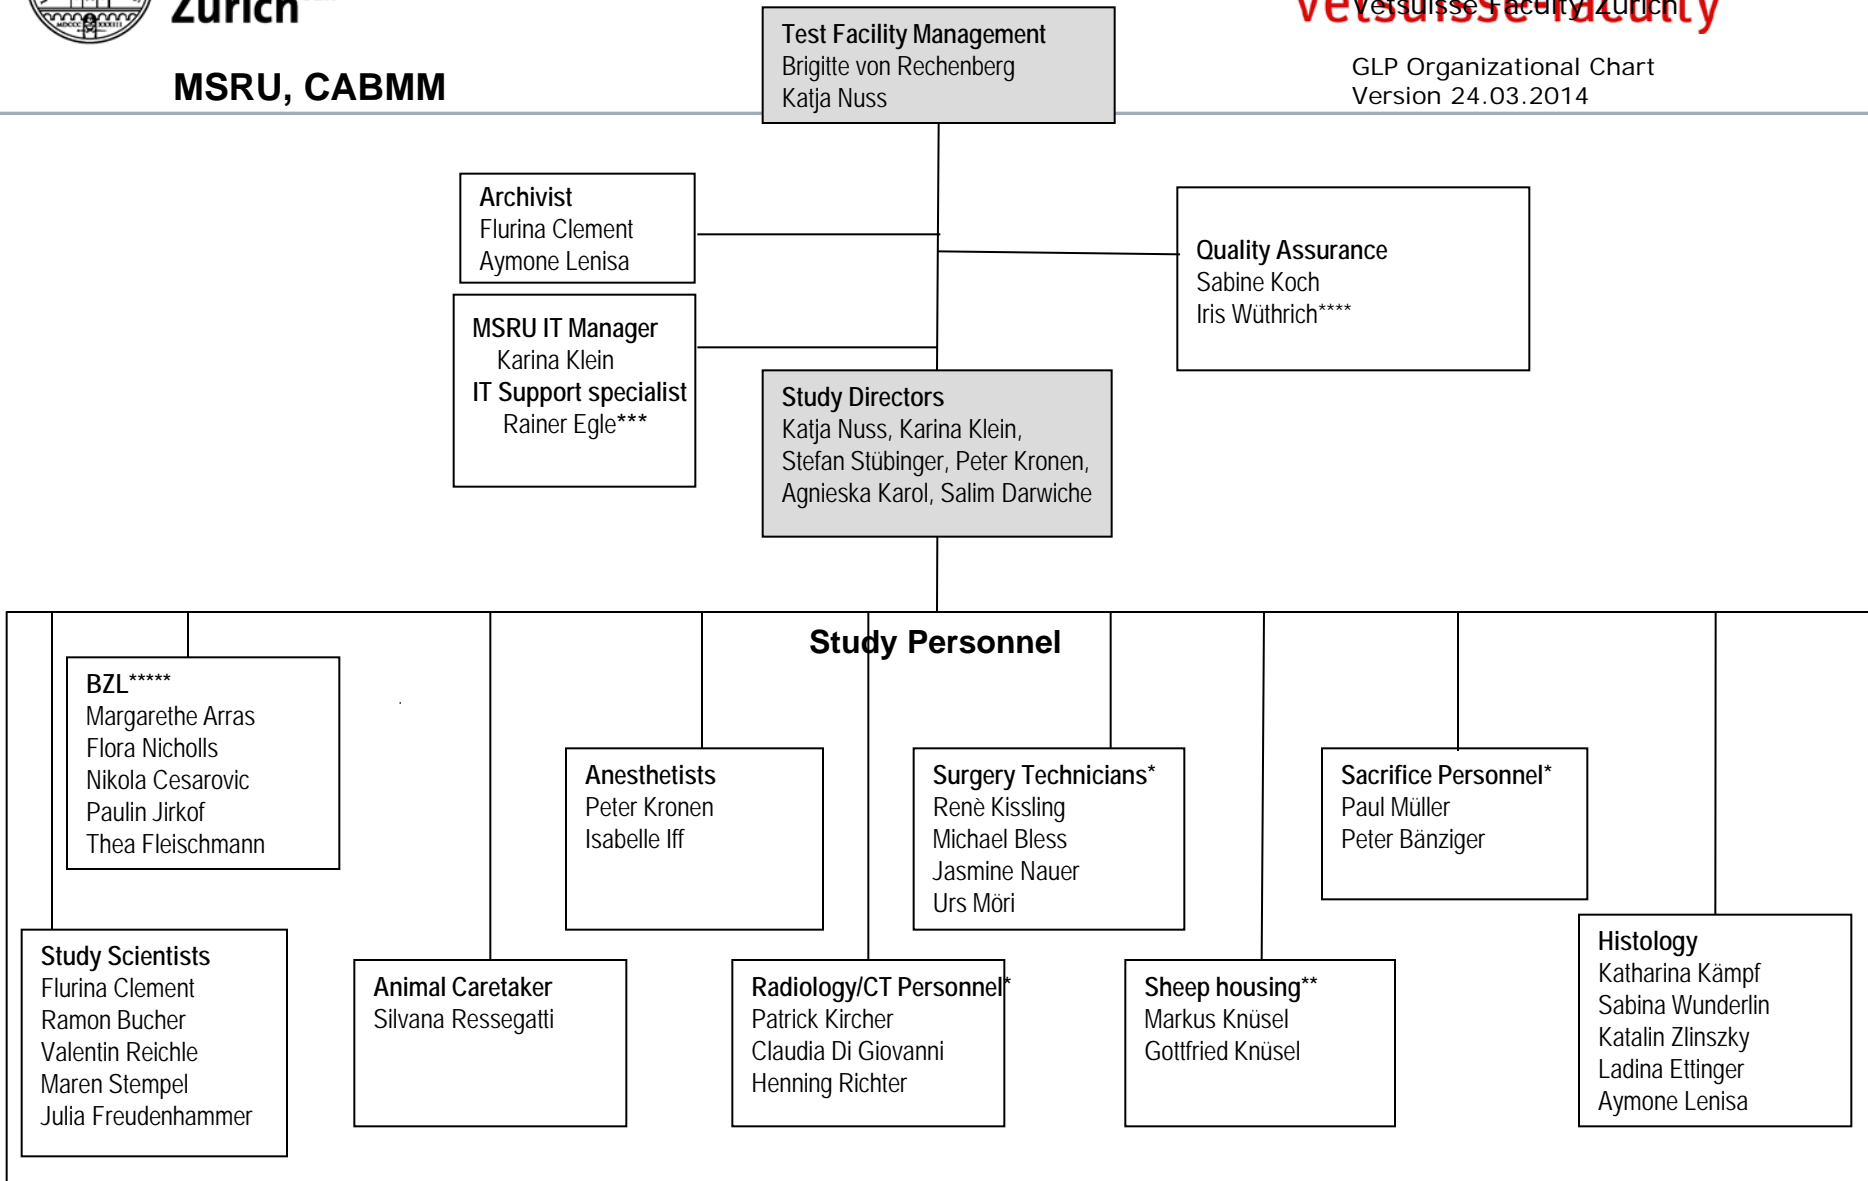 Zürich
Vetsuisse-Faculty
Vetsuisse Faculty Zurich
MSRU, CABMM
GLP Organizational Chart
Version 24.03.2014
Test Facility Management
Brigitte von Rechenberg
Katja Nuss
Archivist
Flurina Clement
Aymone Lenisa
Quality Assurance
Sabine Koch
Iris Wüthrich****
MSRU IT Manager
Karina Klein
IT Support specialist
Rainer Egle***
Study Directors
Katja Nuss, Karina Klein,
Stefan Stübinger, Peter Kronen,
Agnieska Karol, Salim Darwiche
Study Personnel
BZL*****
Margarethe Arras
Flora Nicholls
Nikola Cesarovic
Paulin Jirkof
Thea Fleischmann
Anesthetists
Peter Kronen
Isabelle Iff
Surgery Technicians*
Renè Kissling
Michael Bless
Jasmine Nauer
Urs Möri
Sacrifice Personnel*
Paul Müller
Peter Bänziger
Study Scientists
Flurina Clement
Ramon Bucher
Valentin Reichle
Maren Stempel
Julia Freudenhammer
Animal Caretaker
Silvana Ressegatti
Radiology/CT Personnel*
Patrick Kircher
Claudia Di Giovanni
Henning Richter
Sheep housing**
Markus Knüsel
Gottfried Knüsel
Histology
Katharina Kämpf
Sabina Wunderlin
Katalin Zlinszky
Ladina Ettinger
Aymone Lenisa